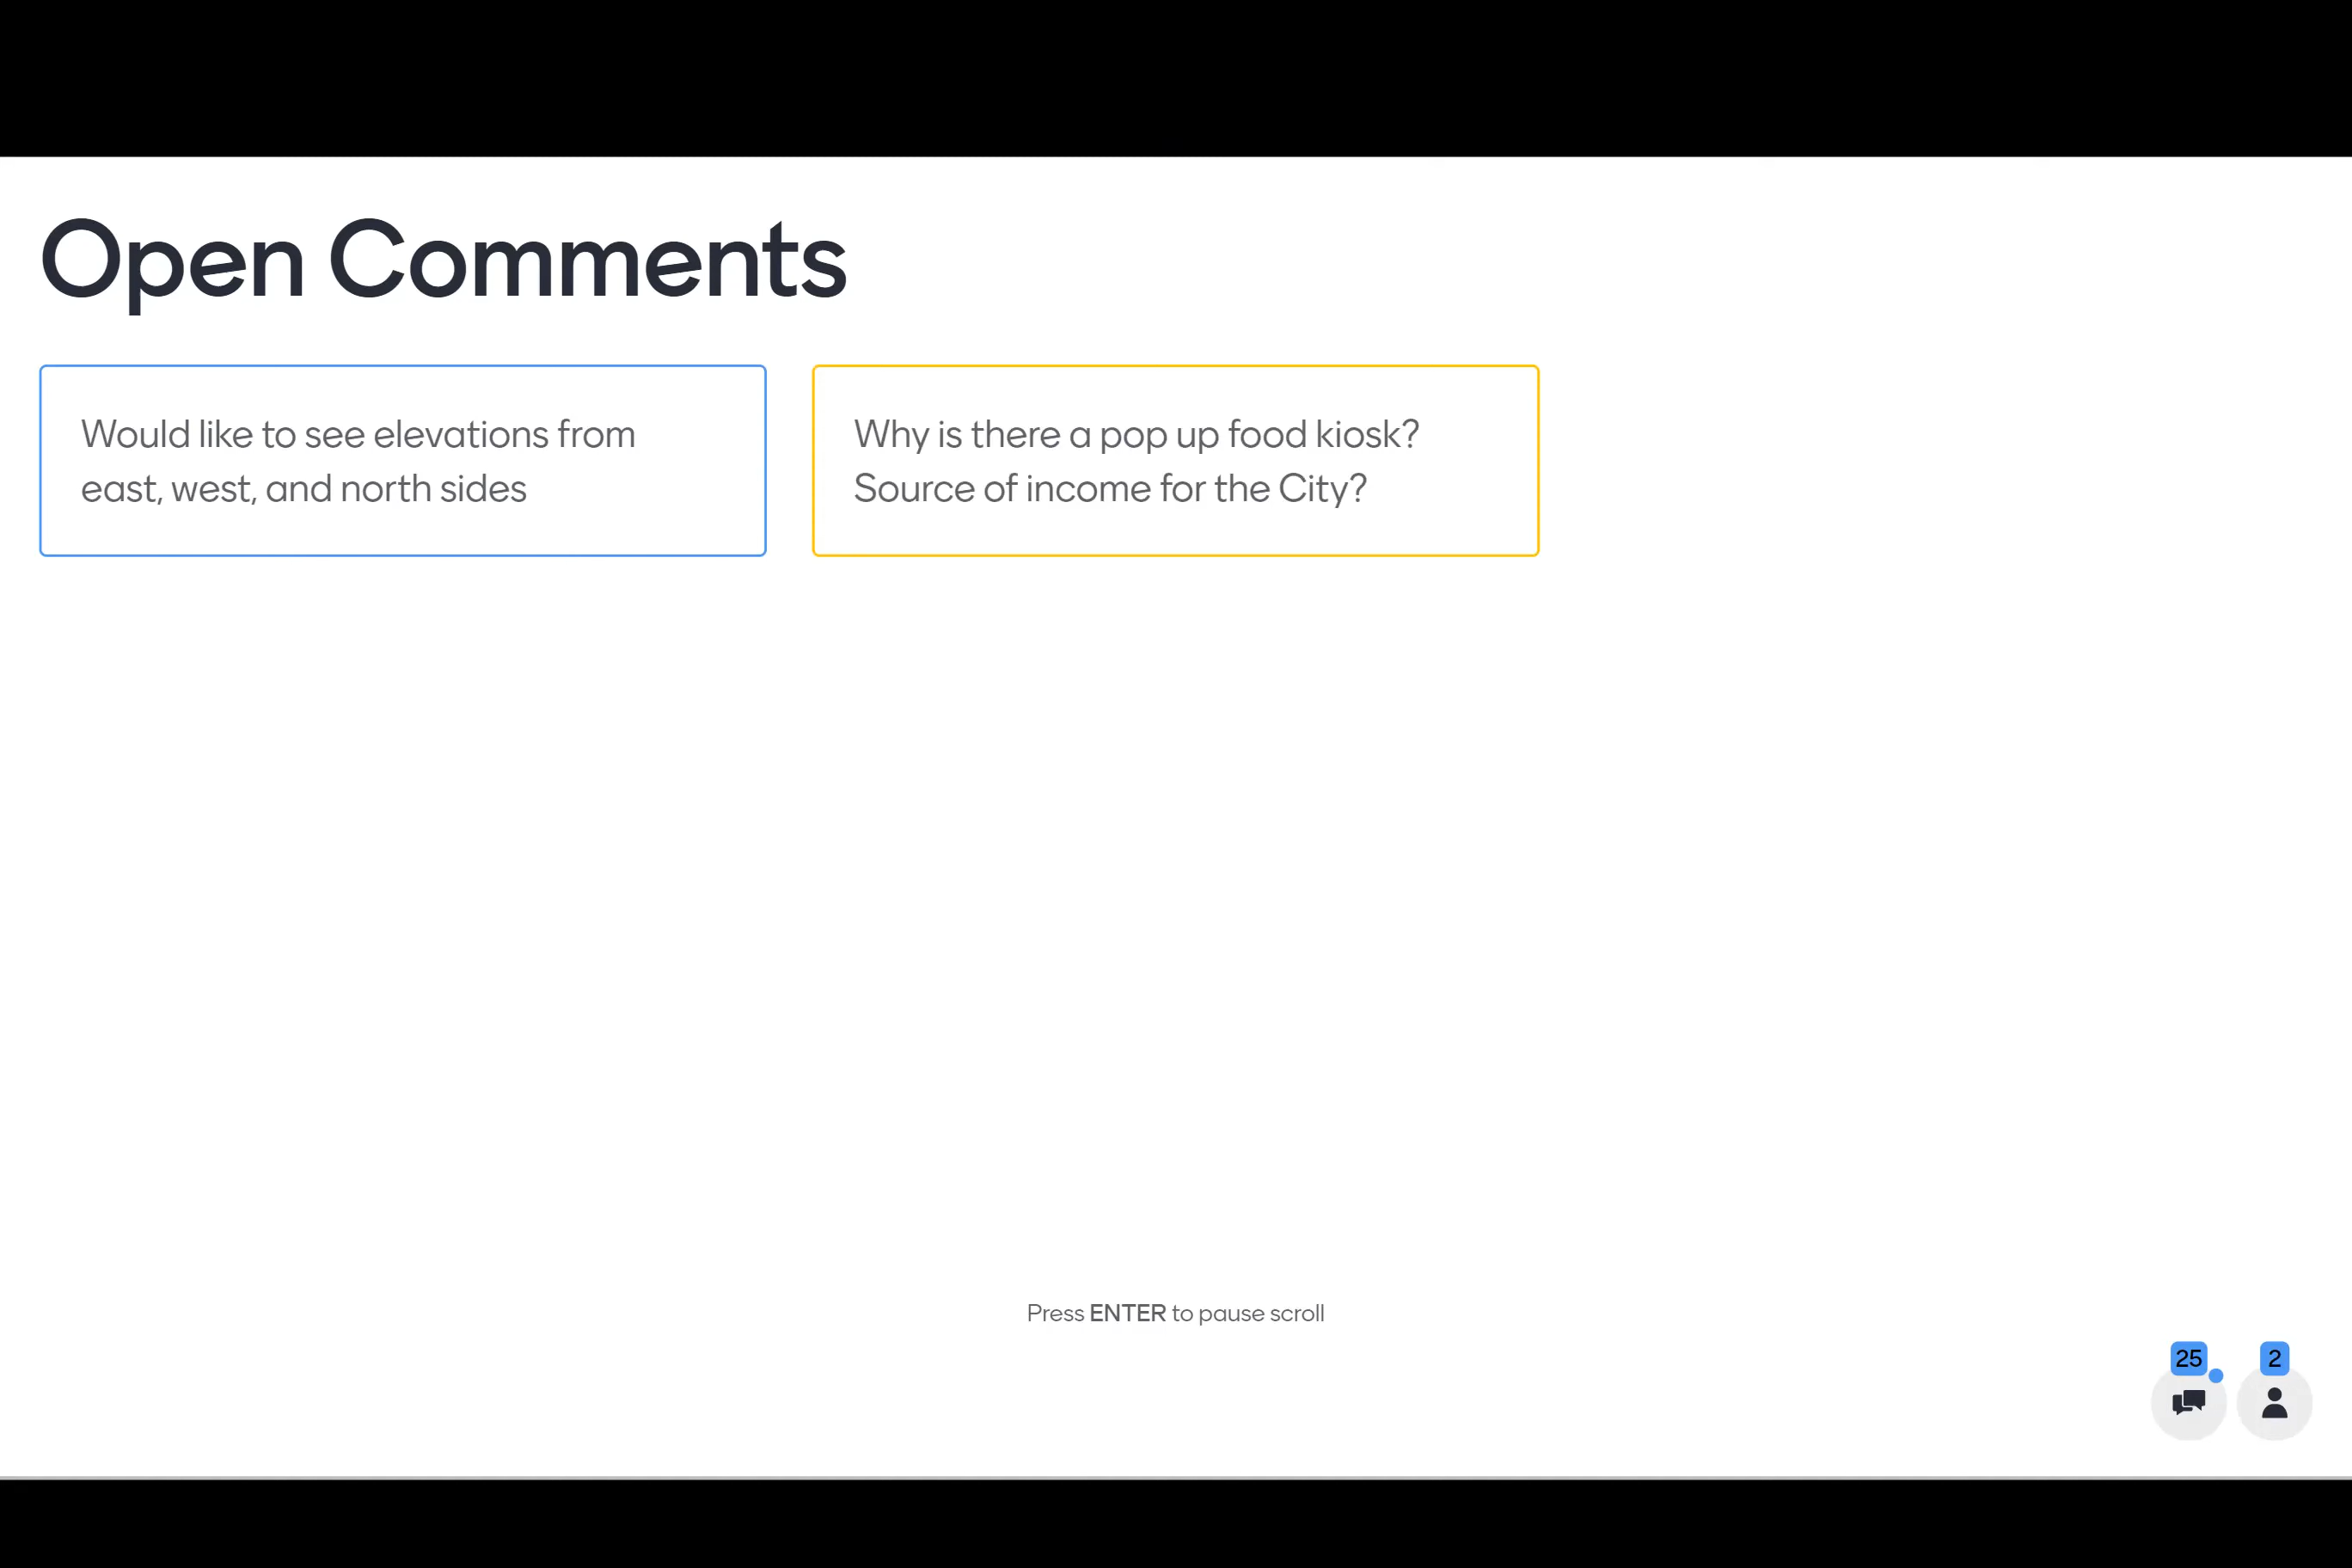 Open Comments
Would like to see elevations from
east, west, and north sides
Why is there a pop up food kiosk?
Source of income for the City?
Press ENTER to pause scroll
25
2